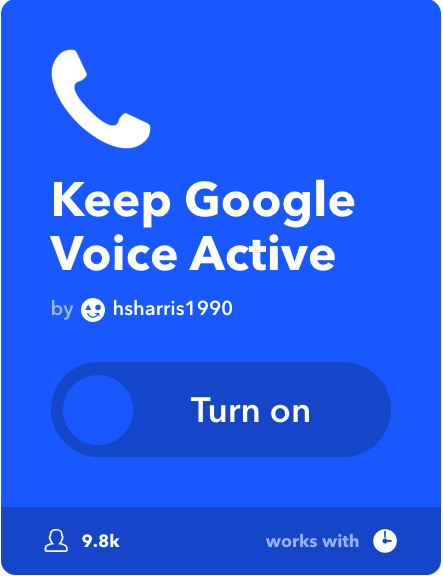 Keep Google
Voice Active
by hsharris1990
Turn on
9.8k works with